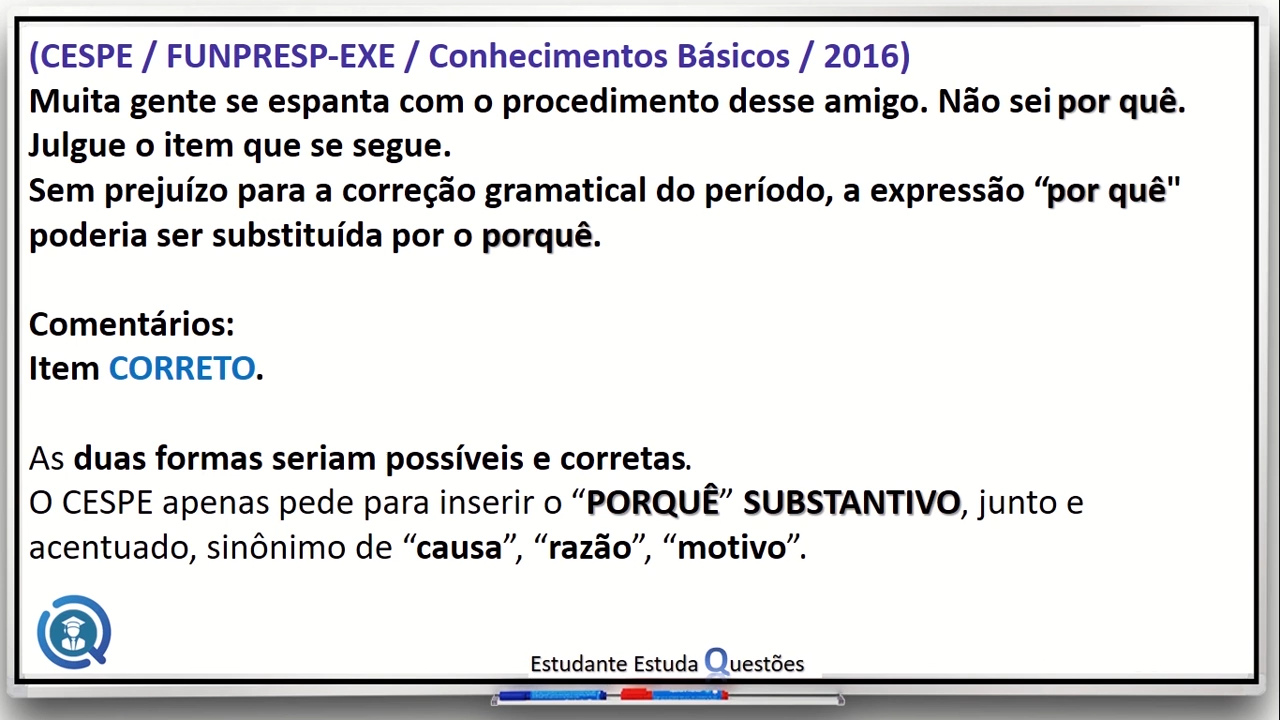 (CESPE / FUNPRESP-EXE / Conhecimentos Básicos / 2016)
Muita gente se espanta com o procedimento desse amigo. Não sei por quê.
Julgue o item que se segue.
Sem prejuízo para a correção gramatical do período, a expressão “por quê"
poderia ser substituída por o porquê.
Comentários:
Item CORRETO.
As duas formas seriam possíveis e corretas.
O CESPE apenas pede para inserir o “PORQUÊ” SUBSTANTIVO, junto e
acentuado, sinônimo de “causa”, “razão”, “motivo”.
Estudante Estuda Questões